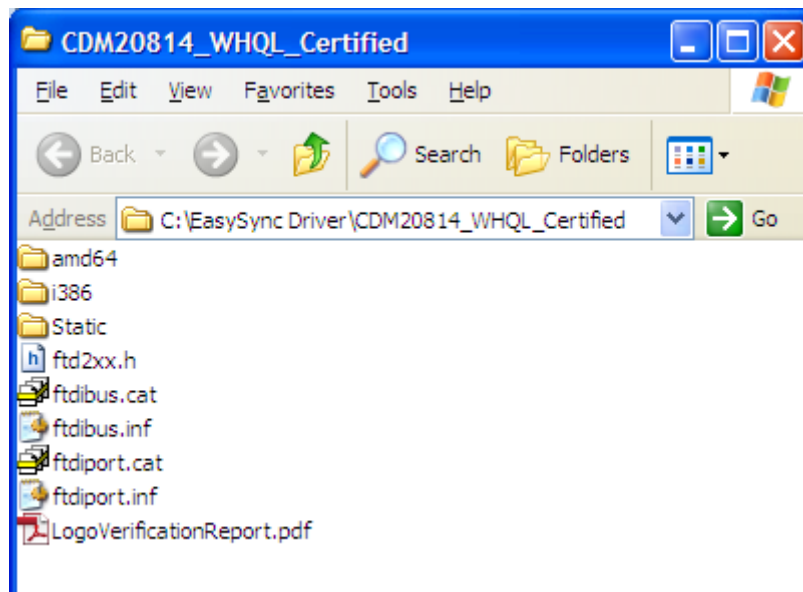 CDM20814_WHQL_Certified
File Edit View Favorites Tools Help
Back Search Folders
Address C:\EasySync Driver\CDM20814_WHQL_Certified Go
amd64
i386
Static
h ftd2xx.h
ftdibus.cat
ftdibus.inf
ftdiport.cat
ftdiport.inf
LogoVerificationReport.pdf